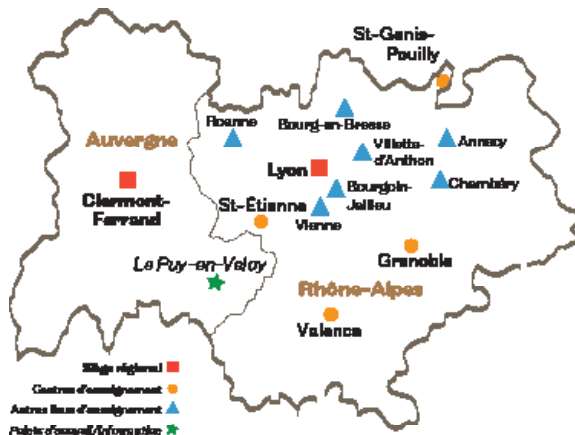 St-Genis-
Pouilly
Roanne
Bourg-en-Bresse
Auvergne
Villette-
d'Anthon
Annecy
Lyon
Clermont-
Ferrand
Bourgoin-
Jallieu
Chambéry
St-Étienne
Vienne
Grenoble
Le Puy-en-Velay
Rhône-Alpes
Valence
Siège régional
Centres d'enseignement
Autres lieux d'enseignement
Points d'accueil/information